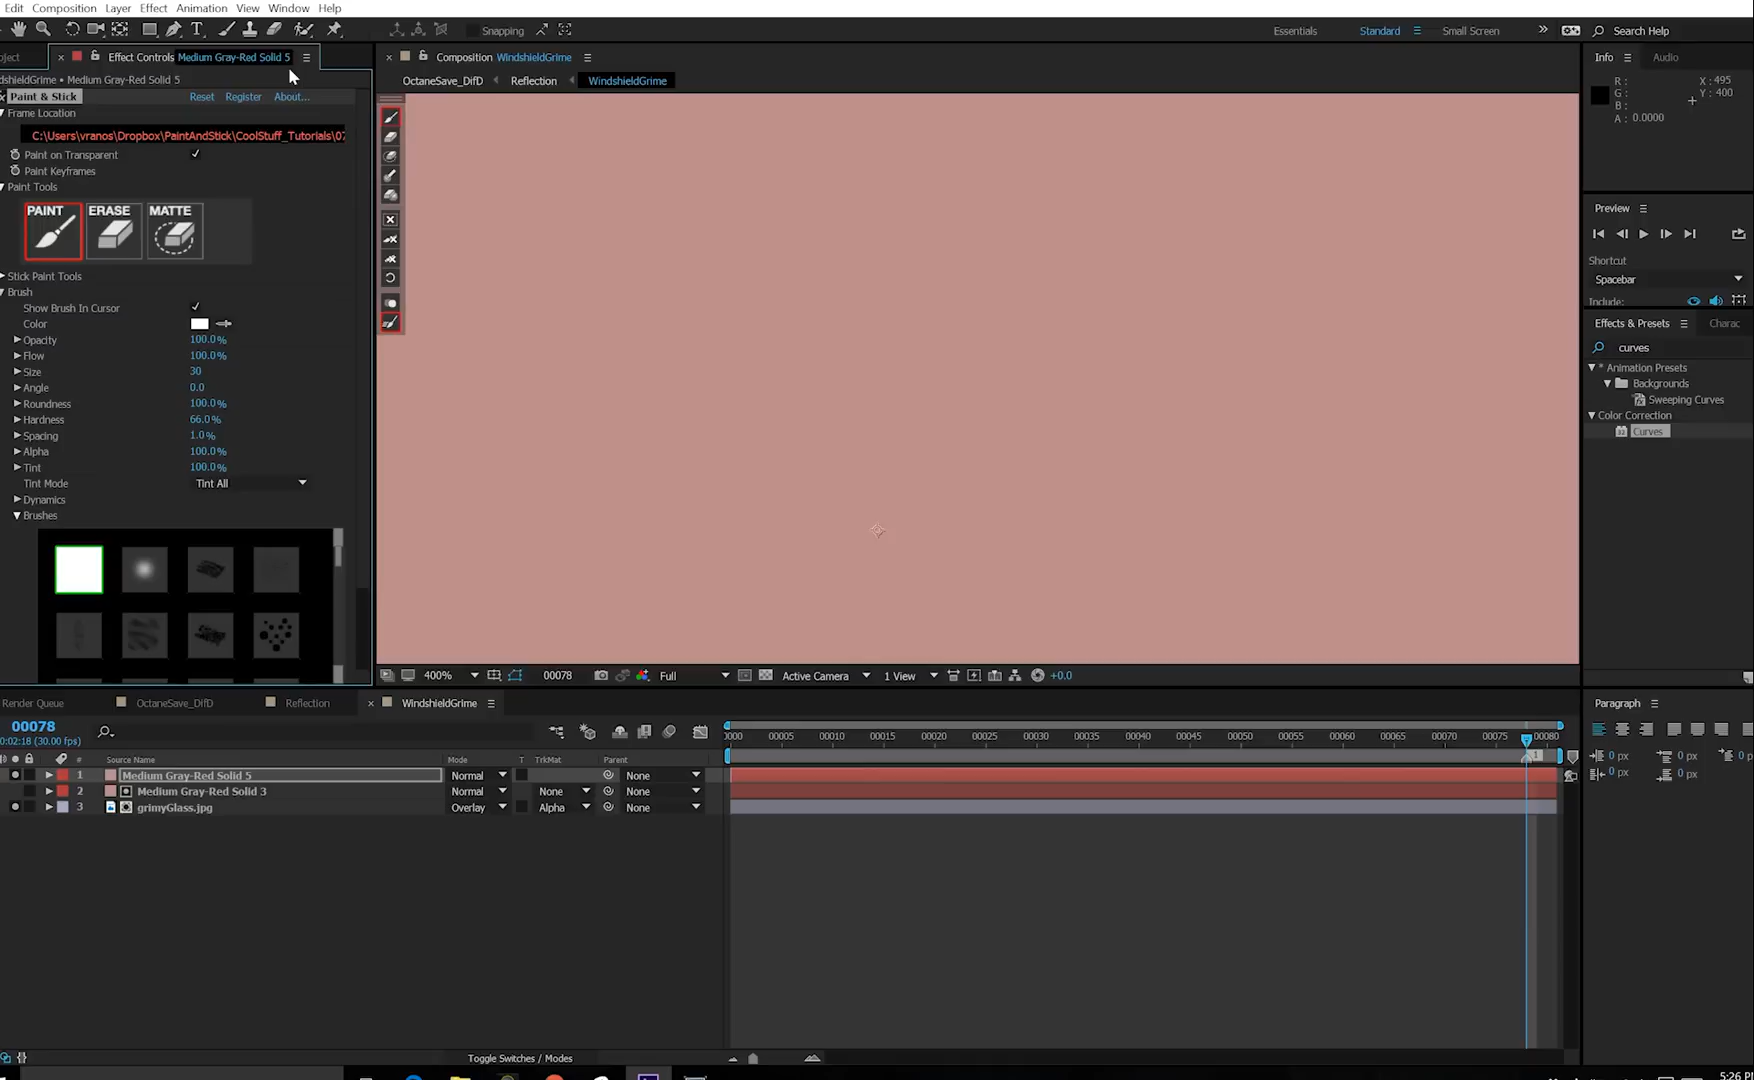 Edit Composition Layer Effect Animation View Window Help
Snapping
Essentials Standard Small Screen Search Help
Effect Controls Medium Gray-Red Solid 5
Composition WindshieldGrime
Info Audio
dshieldGrime • Medium Gray-Red Solid 5
OctaneSave_DifD Reflection WindshieldGrime
R :
G :
B :
A : 0.0000
X : 495
Y : 400
Paint & Stick Reset Register About...
Frame Location
C:\Users\vranos\Dropbox\PaintAndStick\CoolStuff_Tutorials\07
Paint on Transparent
Paint Keyframes
Paint Tools
PAINT ERASE MATTE
Preview
Shortcut
Spacebar
Include:
Stick Paint Tools
Brush
Show Brush In Cursor
Color
Opacity 100.0%
Flow 100.0%
Size 30
Angle 0.0
Roundness 100.0%
Hardness 66.0%
Spacing 1.0%
Alpha 100.0%
Tint 100.0%
Tint Mode Tint All
Dynamics
Brushes
Effects & Presets Charac
curves
* Animation Presets
Backgrounds
Sweeping Curves
Color Correction
Curves
400% 00078 Full Active Camera 1 View +0.0
Render Queue OctaneSave_DifD Reflection WindshieldGrime
Paragraph
00078
0:02:18 (30.00 fps)
0000 00005 00010 00015 00020 00025 00030 00035 00040 00045 00050 00055 00060 00065 00070 00075 00080
1
# Source Name Mode T TrkMat Parent
1 Medium Gray-Red Solid 5 Normal None
2 Medium Gray-Red Solid 3 Normal None None
3 grimyGlass.jpg Overlay Alpha None
0 px 0 px 0 px
0 px 0 px
Toggle Switches / Modes
5:26 PM